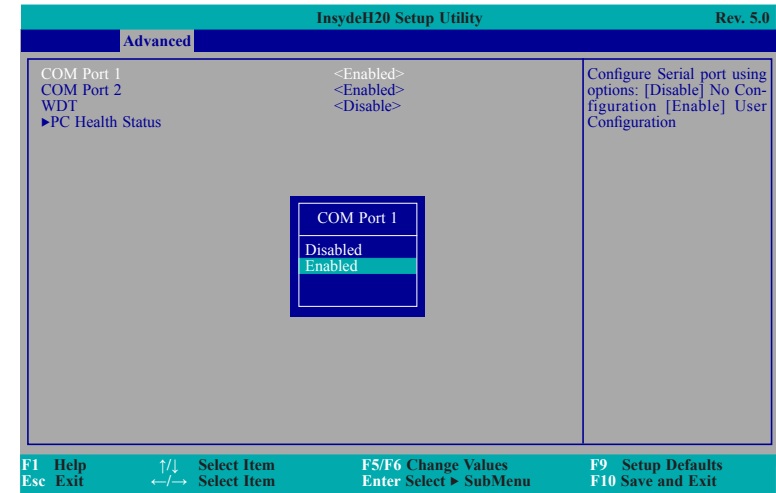 InsydeH20 Setup Utility Rev. 5.0
Advanced
COM Port 1 <Enabled>
COM Port 2 <Enabled>
WDT <Disable>
▶PC Health Status
Configure Serial port using
options: [Disable] No Con-
figuration [Enable] User
Configuration
COM Port 1
Disabled
Enabled
F1 Help ↑/↓ Select Item F5/F6 Change Values F9 Setup Defaults
Esc Exit ←/→ Select Item Enter Select ▶ SubMenu F10 Save and Exit